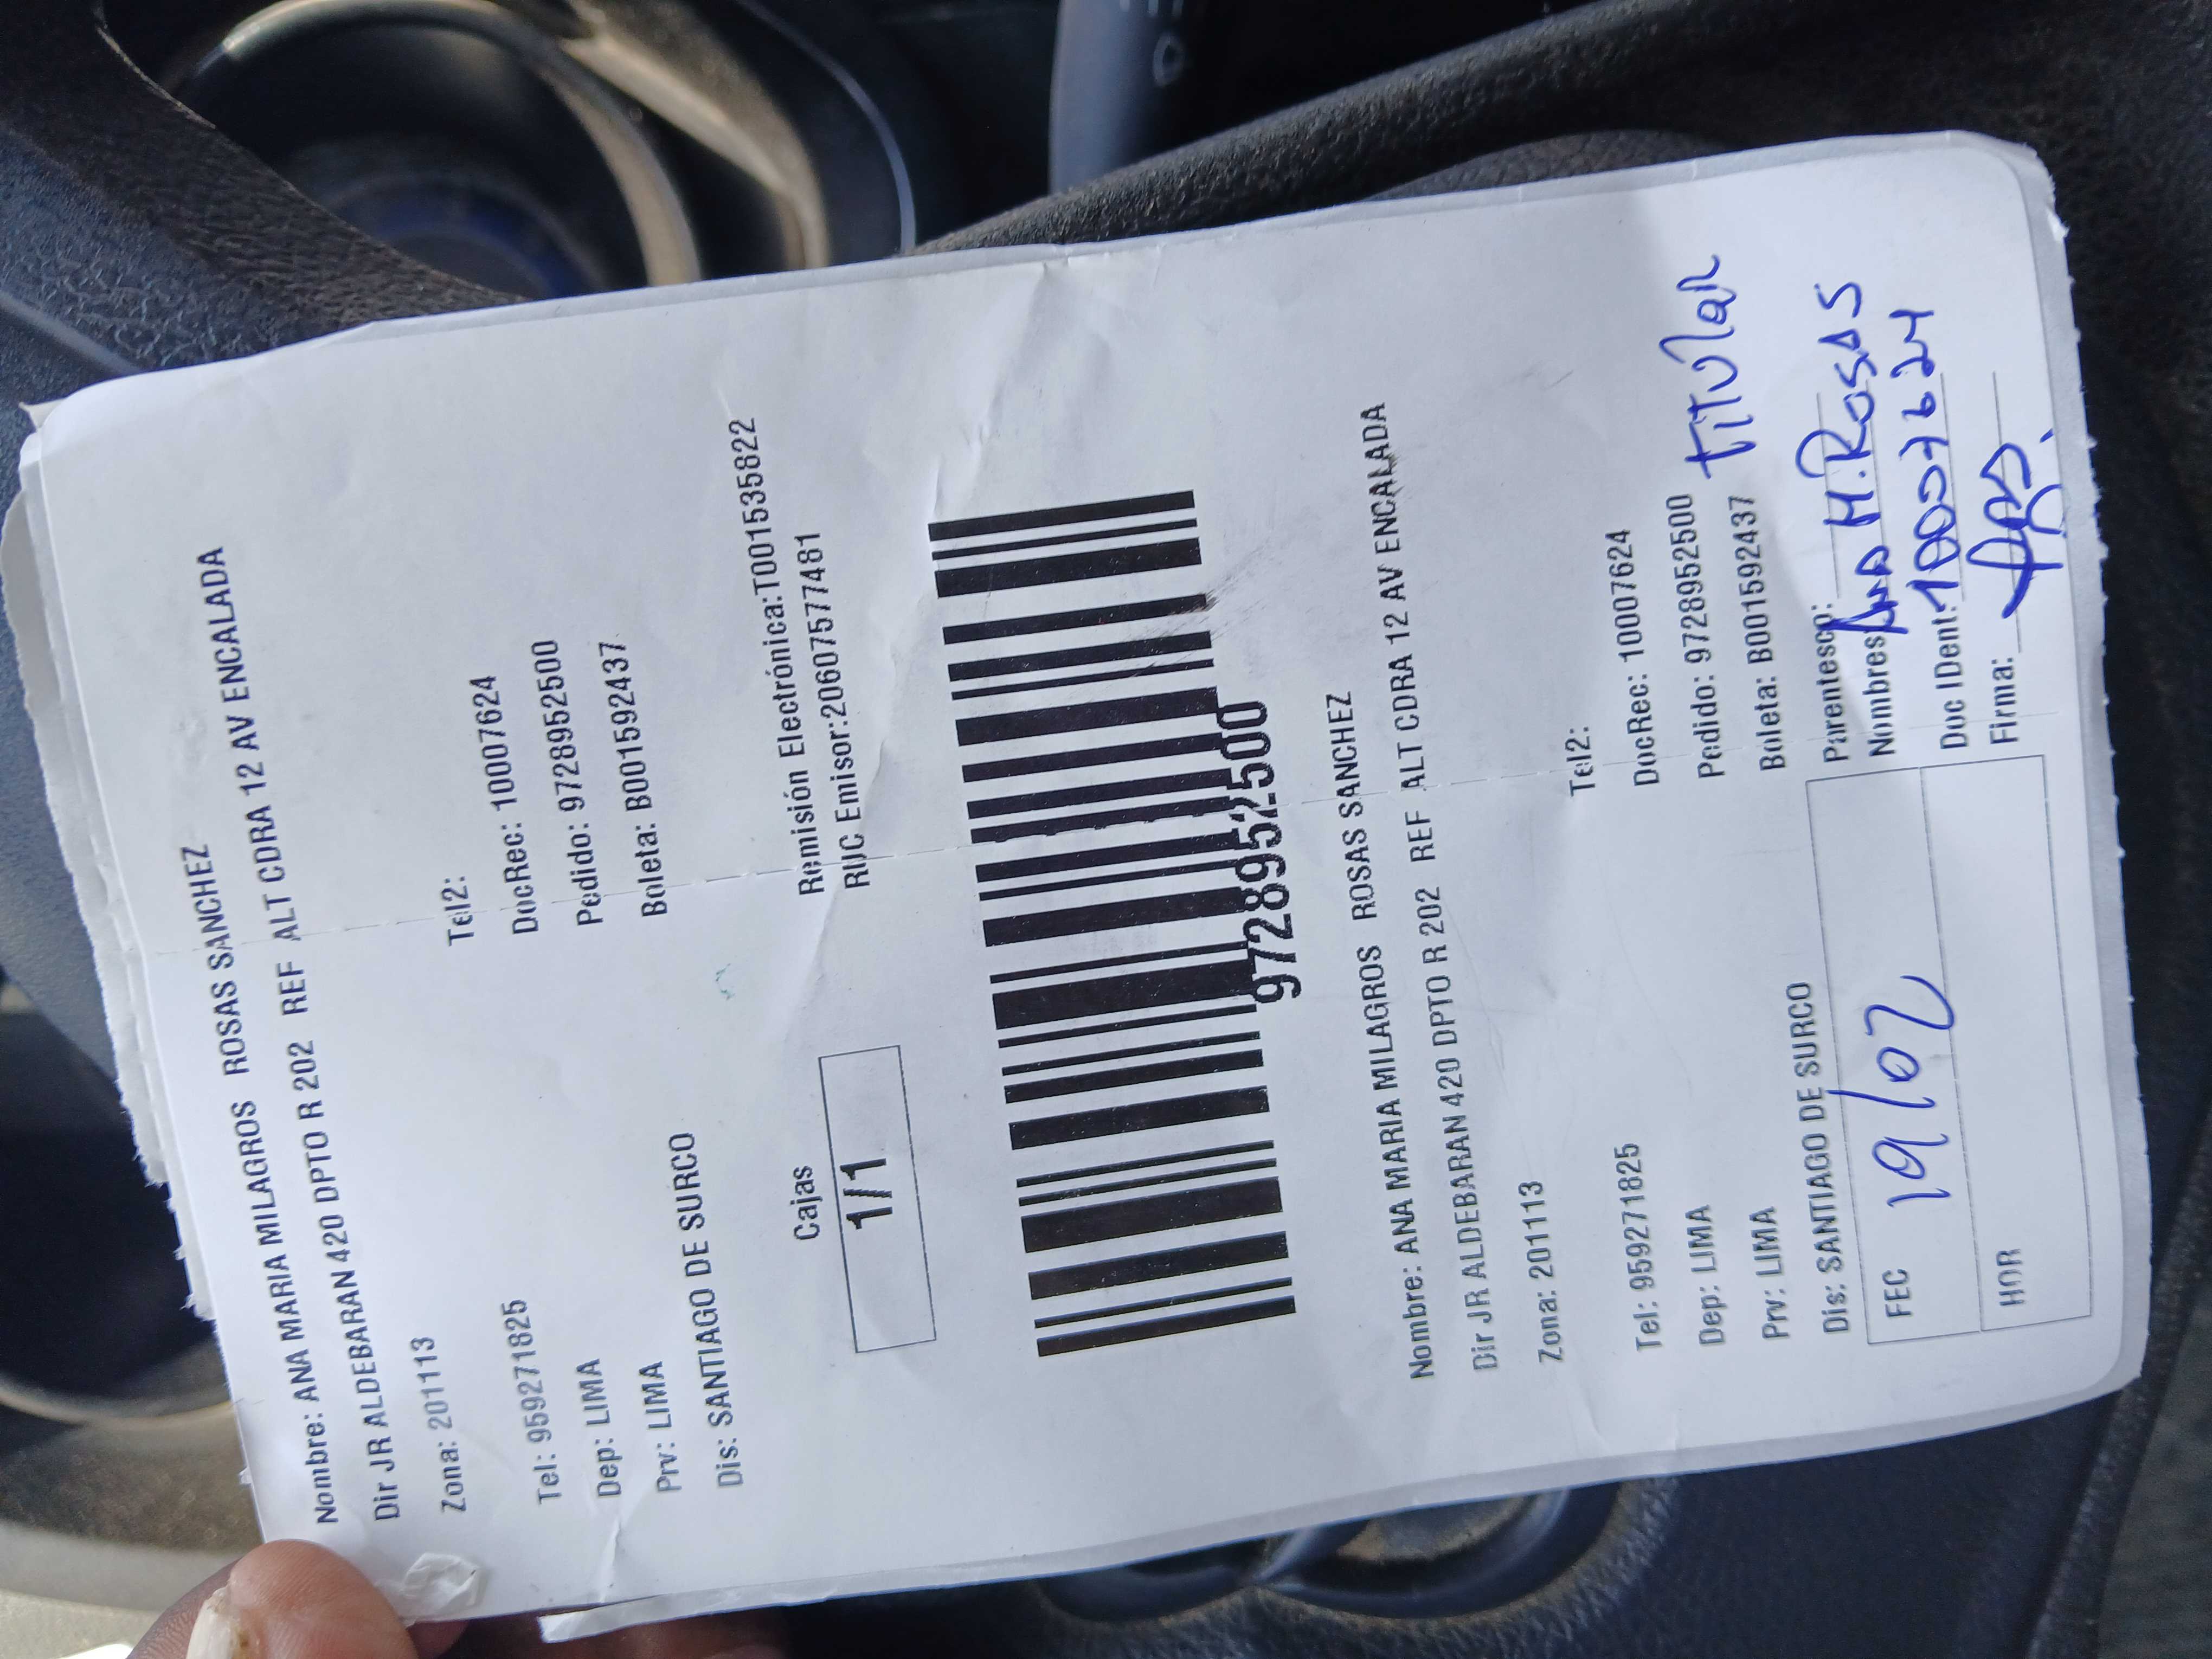 Nombre: ANA MARIA MILAGROS ROSAS SANCHEZ
Dir JR ALDEBARAN 420 DPTO R 202 REF ALT CDRA 12 AV ENCALADA
Zona: 201113
Tel: 959271825 Tel2:
Dep: LIMA DocRec: 10007624
Prv: LIMA Pedido: 9728952500
Dis: SANTIAGO DE SURCO Boleta: B001592437
Cajas
1/1
Remisión Electrónica:T001535822
RUC Emisor:20607577481
9728952500
Nombre: ANA MARIA MILAGROS ROSAS SANCHEZ
Dir JR ALDEBARAN 420 DPTO R 202 REF ALT CDRA 12 AV ENCALADA
Zona: 201113
Tel: 959271825 Tel2:
Dep: LIMA DocRec: 10007624
Prv: LIMA Pedido: 9728952500
Dis: SANTIAGO DE SURCO Boleta: B001592437
Titular
FEC 19/02
HOR
Parentesco:
Nombres Ana M. Rosas
Doc IDent: 10007624
Firma: